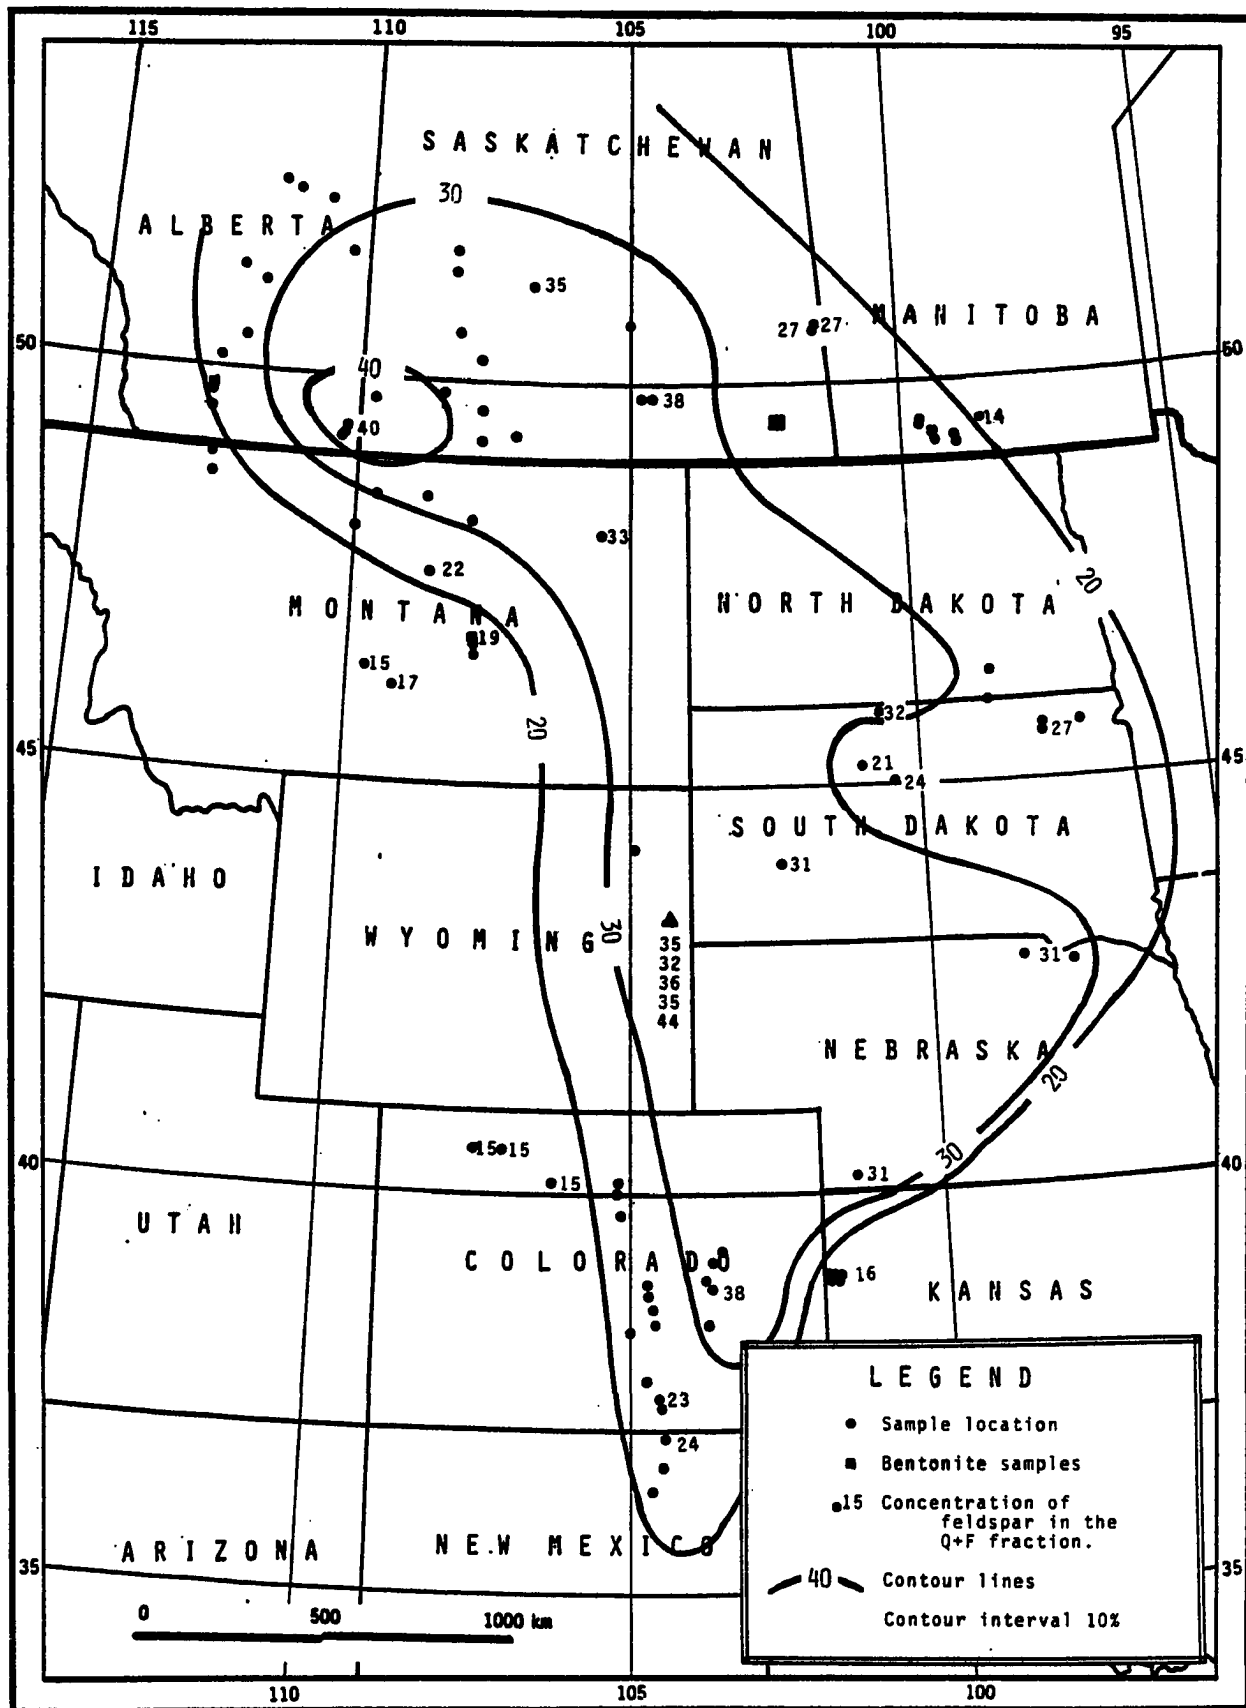 115 110 105 100 95
SASKATCHEWAN
30
ALBERTA
35
MANITOBA
27 27
50 50
40
38
14
40
33
22
20
MONTANA
NORTH DAKOTA
19
15
17
32
27
20
45 45
21
24
SOUTH DAKOTA
31
IDAHO
WYOMING
30
35
32
36
35
44
31
NEBRASKA
20
15 15
30
40 40
31
15
UTAH
COLORADO
16
38
KANSAS
LEGEND
23
Sample location
24
Bentonite samples
15 Concentration of
feldspar in the
Q+F fraction.
ARIZONA
NEW MEXICO
35 35
40 Contour lines
0 500 1000 km
Contour interval 10%
110 105 100